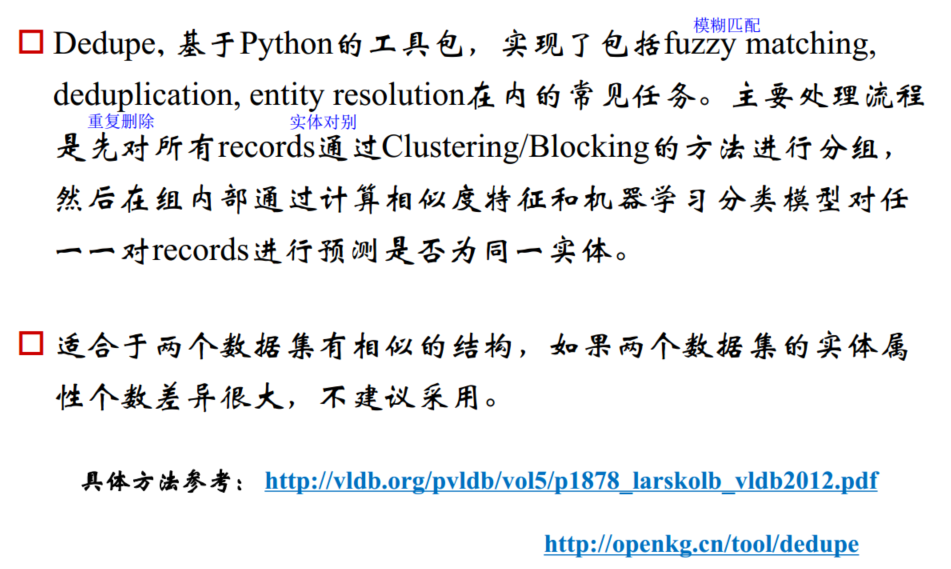 模糊匹配
Dedupe, 基于Python的工具包，实现了包括fuzzy matching,
deduplication, entity resolution在内的常见任务。主要处理流程
重复删除 实体对别
是先对所有records通过Clustering/Blocking的方法进行分组，
然后在组内部通过计算相似度特征和机器学习分类模型对任
一一对records进行预测是否为同一实体。
适合于两个数据集有相似的结构，如果两个数据集的实体属
性个数差异很大，不建议采用。
具体方法参考： http://vldb.org/pvldb/vol5/p1878_larskolb_vldb2012.pdf
http://openkg.cn/tool/dedupe